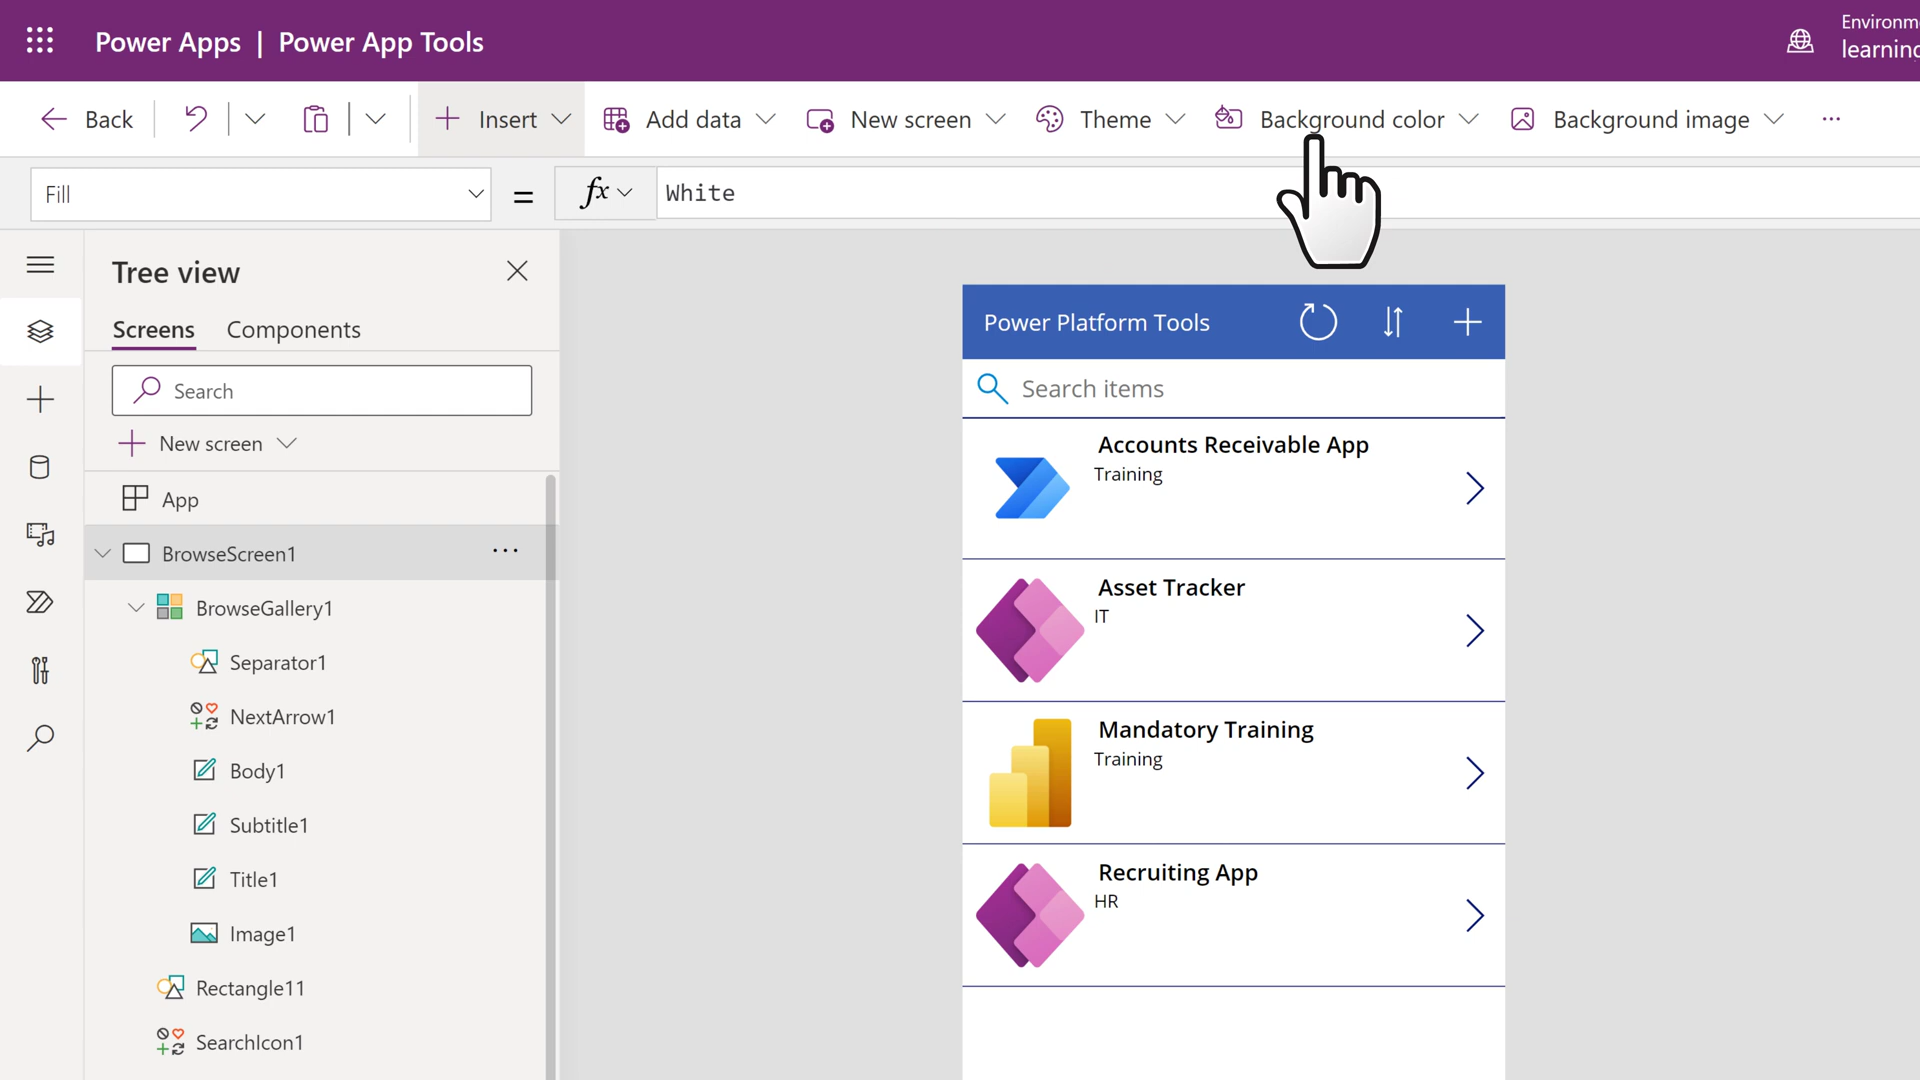 Power Apps | Power App Tools
Environm
learning
Back
Insert
Add data
New screen
Theme
Background color
Background image
Fill
=
fx
White
Tree view
Screens
Components
Search
New screen
App
BrowseScreen1
BrowseGallery1
Separator1
NextArrow1
Body1
Subtitle1
Title1
Image1
Rectangle11
SearchIcon1
Power Platform Tools
Search items
Accounts Receivable App
Training
Asset Tracker
IT
Mandatory Training
Training
Recruiting App
HR